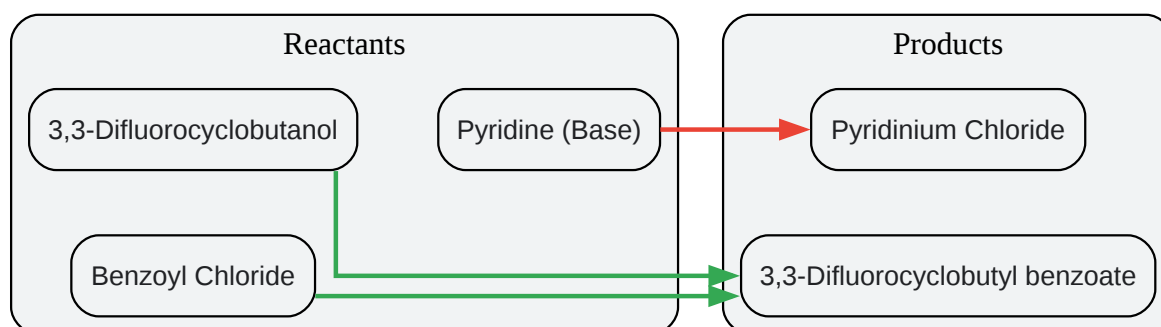 Reactants
Products
3,3-Difluorocyclobutanol
Pyridine (Base)
Pyridinium Chloride
Benzoyl Chloride
3,3-Difluorocyclobutyl benzoate